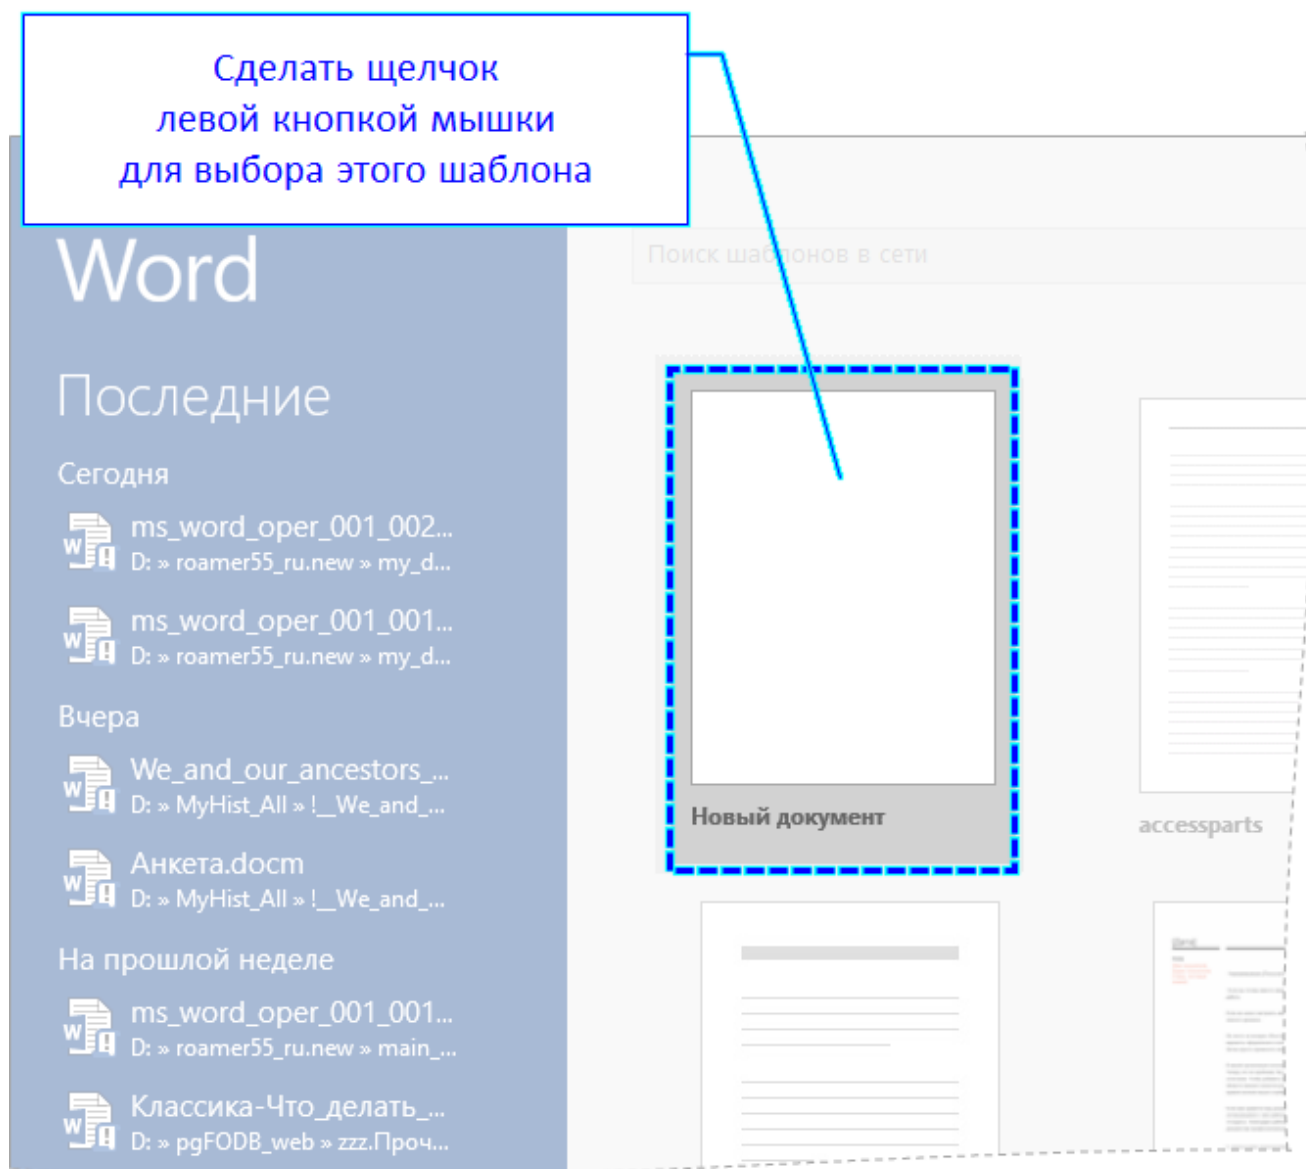 Сделать щелчок
левой кнопкой мышки
для выбора этого шаблона
Word
Поиск шаблонов в сети
Последние
Сегодня
ms_word_oper_001_002...
D: » roamer55_ru.new » my_d...
ms_word_oper_001_001...
D: » roamer55_ru.new » my_d...
Вчера
We_and_our_ancestors_...
D: » MyHist_All » !__We_and_...
Анкета.docm
D: » MyHist_All » !__We_and_...
На прошлой неделе
ms_word_oper_001_001...
D: » roamer55_ru.new » main_...
Классика-Что_делать_...
D: » pgFODB_web » zzz.Проч...
Новый документ
accessparts